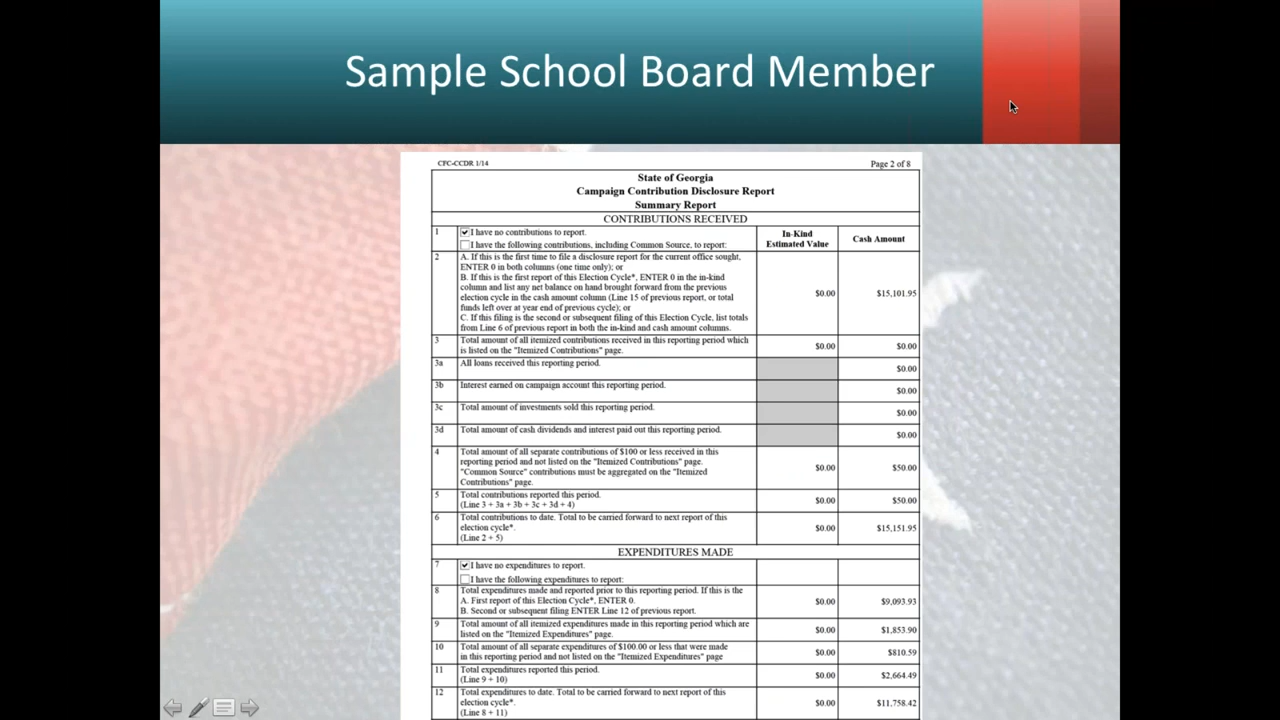 Sample School Board Member
CFC-CCDR 1/14
Page 2 of 8
State of Georgia
Campaign Contribution Disclosure Report
Summary Report
CONTRIBUTIONS RECEIVED
1
I have no contributions to report.
I have the following contributions, including Common Source, to report:
In-Kind
Estimated Value
Cash Amount
2
A. If this is the first time to file a disclosure report for the current office sought,
ENTER 0 in both columns (one time only); or
B. If this is the first report of this Election Cycle*, ENTER 0 in the in-kind
column and list any net balance on hand brought forward from the previous
election cycle in the cash amount column (Line 15 of previous report, or total
funds left over at year end of previous cycle); or
C. If this filing is the second or subsequent filing of this Election Cycle, list totals
from Line 6 of previous report in both the in-kind and cash amount columns.
$0.00
$15,101.95
3
Total amount of all itemized contributions received in this reporting period which
is listed on the "Itemized Contributions" page.
$0.00
$0.00
3a
All loans received this reporting period.
$0.00
3b
Interest earned on campaign account this reporting period.
$0.00
3c
Total amount of investments sold this reporting period.
$0.00
3d
Total amount of cash dividends and interest paid out this reporting period.
$0.00
4
Total amount of all separate contributions of $100 or less received in this
reporting period and not listed on the "Itemized Contributions" page.
"Common Source" contributions must be aggregated on the "Itemized
Contributions" page.
$0.00
$50.00
5
Total contributions reported this period.
(Line 3 + 3a + 3b + 3c + 3d + 4)
$0.00
$50.00
6
Total contributions to date. Total to be carried forward to next report of this
election cycle*.
(Line 2 + 5)
$0.00
$15,151.95
EXPENDITURES MADE
7
I have no expenditures to report.
I have the following expenditures to report:
8
Total expenditures made and reported prior to this reporting period. If this is the
A. First report of this Election Cycle*, ENTER 0.
B. Second or subsequent filing ENTER Line 12 of previous report.
$0.00
$9,093.93
9
Total amount of all itemized expenditures made in this reporting period which are
listed on the "Itemized Expenditures" page.
$0.00
$1,853.90
10
Total amount of all separate expenditures of $100.00 or less that were made
in this reporting period and not listed on the "Itemized Expenditures" page
$0.00
$810.59
11
Total expenditures reported this period.
(Line 9 + 10)
$0.00
$2,664.49
12
Total expenditures to date. Total to be carried forward to next report of this
election cycle*.
(Line 8 + 11)
$0.00
$11,758.42